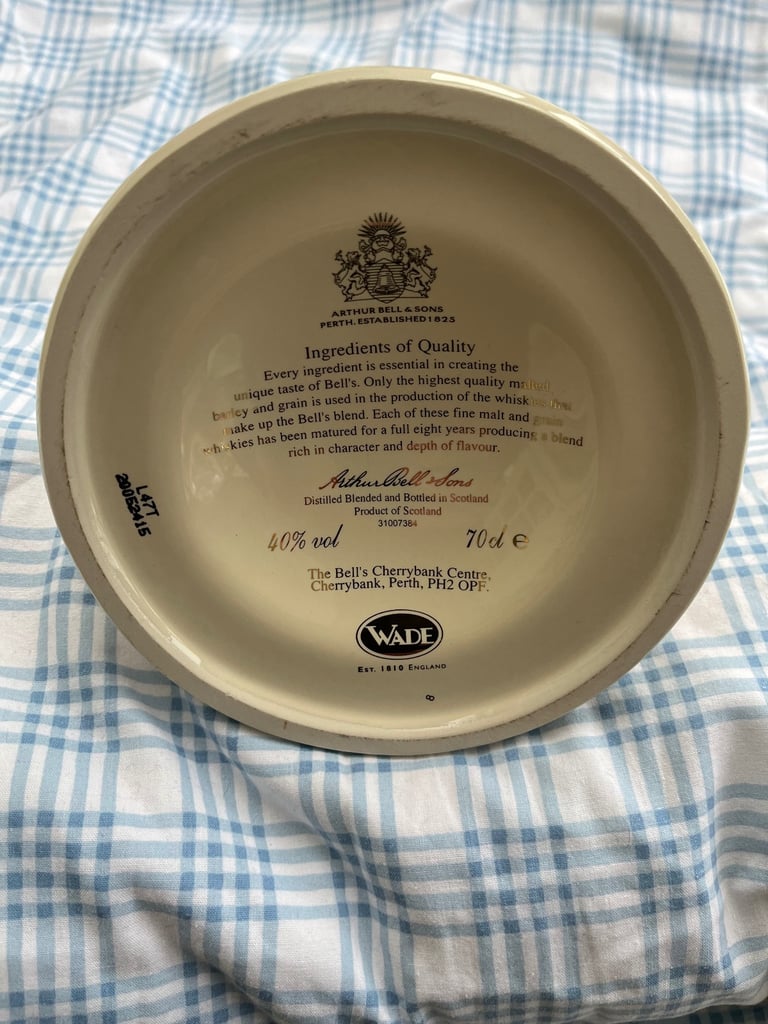 ARTHUR BELL & SONS
PERTH. ESTABLISHED 1825
Ingredients of Quality
Every ingredient is essential in creating the
unique taste of Bell's. Only the highest quality malted
barley and grain is used in the production of the whiskies that
make up the Bell's blend. Each of these fine malt and grain
whiskies has been matured for a full eight years producing a blend
rich in character and depth of flavour.
Arthur Bell & Sons
Distilled Blended and Bottled in Scotland
Product of Scotland
31007384
40% vol 70cl e
The Bell's Cherrybank Centre,
Cherrybank, Perth, PH2 OPF.
WADE
EST. 1810 ENGLAND
8
L47T
29052415